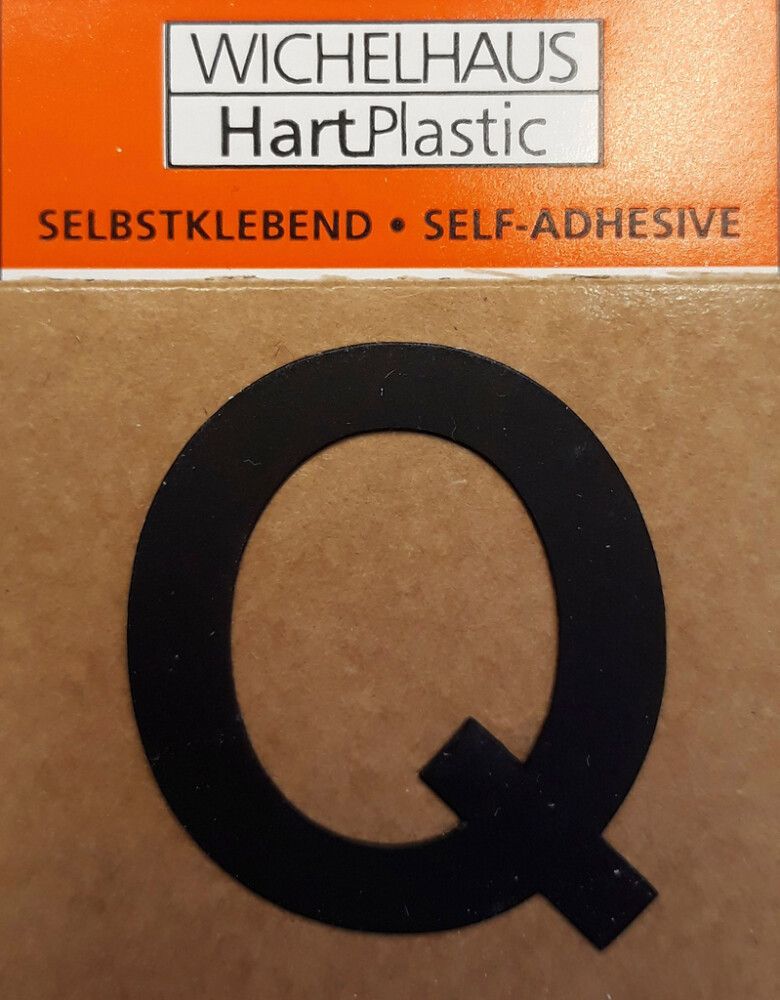 WICHELHAUS
HartPlastic
SELBSTKLEBEND • SELF-ADHESIVE
Q